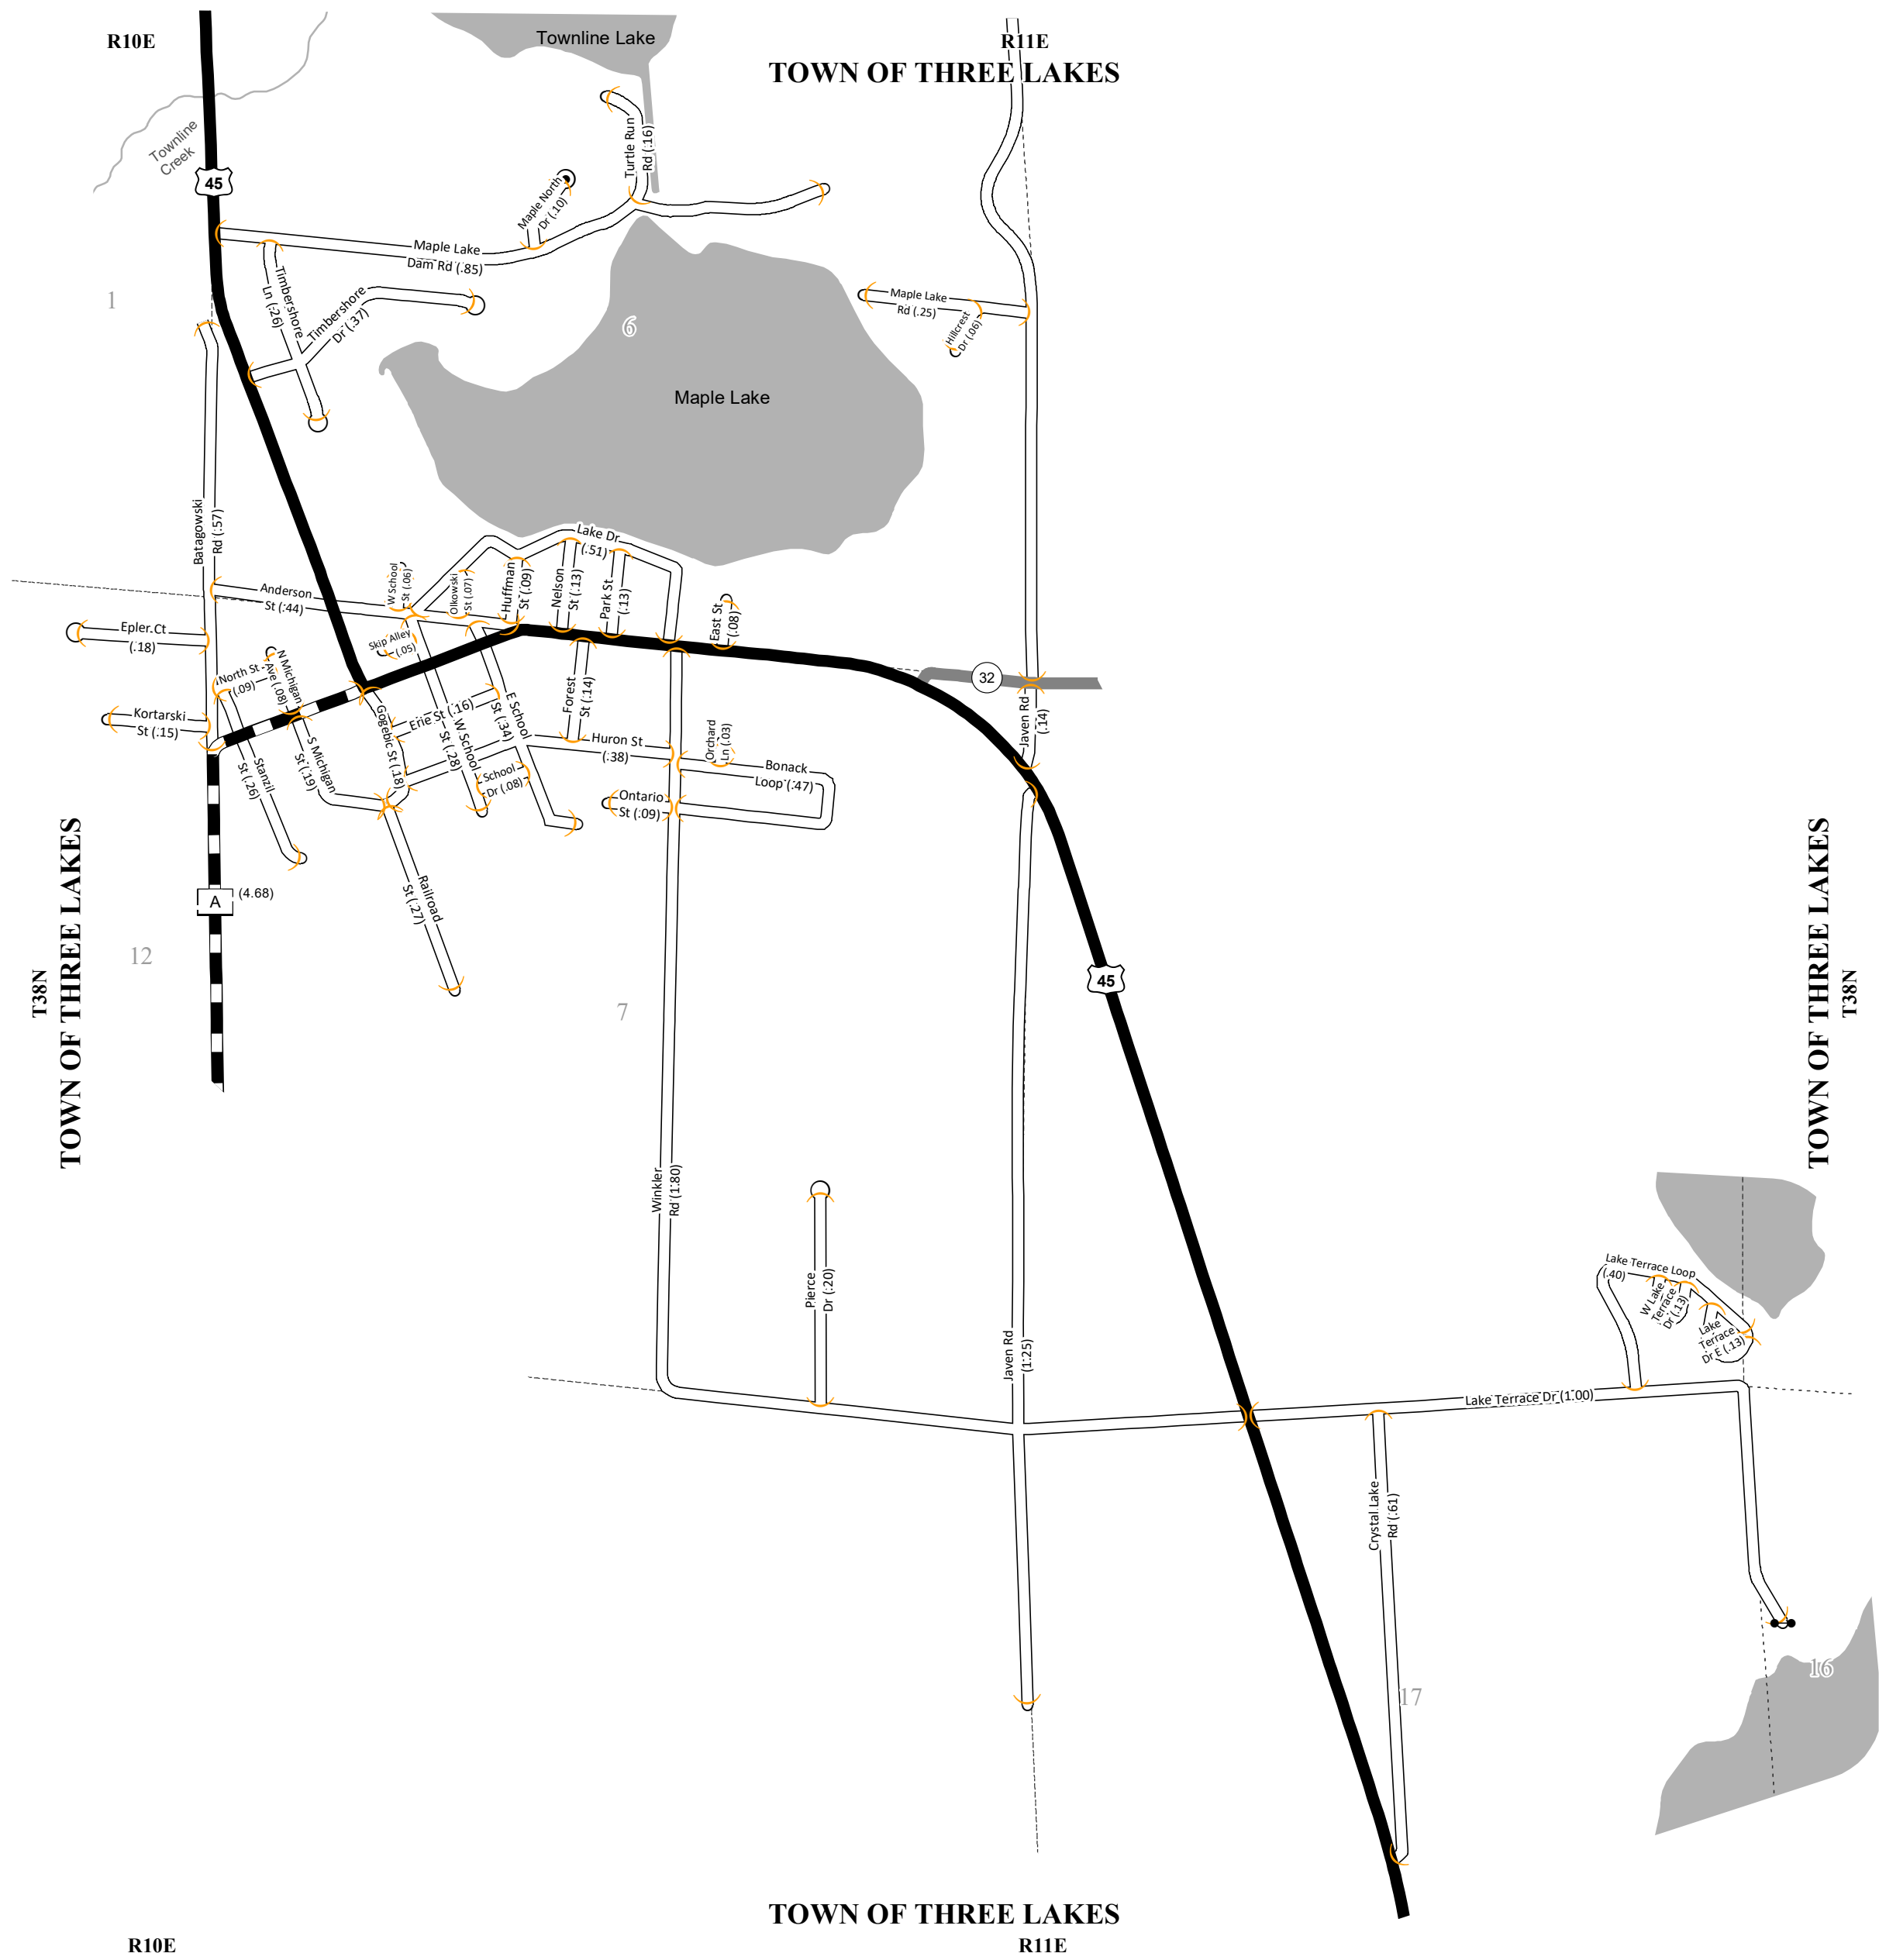 R10E
Townline Lake
R11E
TOWN OF THREE LAKES
Townline
Creek
45
Turtle Run
Rd (.16)
Maple North
Dr (.10)
Maple Lake
Dam Rd (.85)
Timbershore
Ln (.26)
Timbershore
Dr (.37)
1
6
Maple Lake
Rd (.25)
Hillcrest
Dr (.06)
Maple Lake
Batagowski
Rd (.57)
Lake Dr
(.51)
Anderson
St (.44)
W School
St (.06)
Olkowski
St (.07)
Huffman
St (.09)
Nelson
St (.13)
Park St
(.13)
East St
(.08)
Epler Ct
(.18)
Skip Alley
(.05)
North St
(.09)
N Michigan
Ave (.08)
32
Kortarski
St (.15)
Gogebic St (.18)
Erie St (.16)
E School
St (.34)
Forest
St (.14)
Javen Rd
(.14)
Stanzil
St (.26)
S Michigan
St (.19)
W. School
St (.28)
Huron St
(.38)
Orchard
Ln (.03)
Bonack
Loop (.47)
School
Dr (.08)
Ontario
St (.09)
A
(4.68)
Railroad
St (.27)
12
7
45
T38N
TOWN OF THREE LAKES
TOWN OF THREE LAKES
T38N
Winkler
Rd (1.80)
Pierce
Dr (.20)
Javen Rd
(1.25)
Lake Terrace Loop
(.40)
W Lake
Terrace
Dr (.13)
Lake
Terrace
Dr E (.13)
Lake Terrace Dr (1.00)
Crystal Lake
Rd (.61)
16
17
TOWN OF THREE LAKES
R10E
R11E